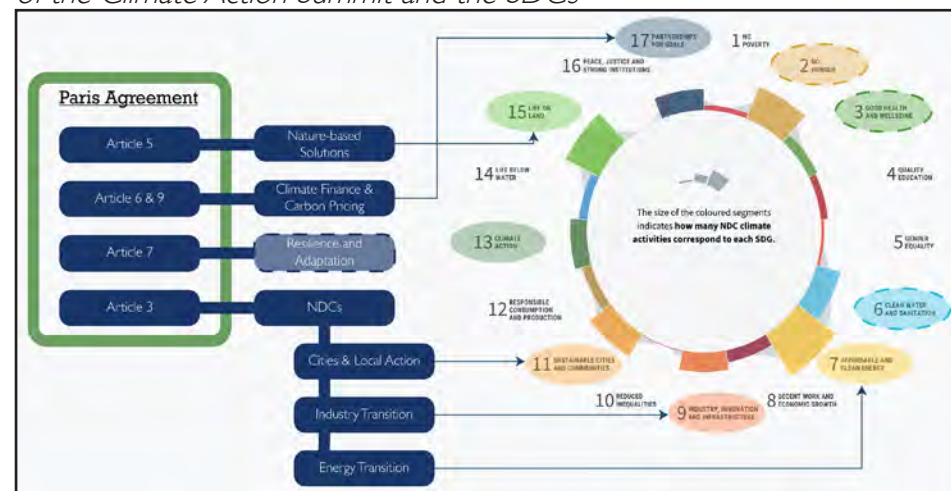 of the Climate Action Summit and the SDGs
Paris Agreement
Article 5
Nature-based
Solutions
Article 6 & 9
Climate Finance &
Carbon Pricing
Article 7
Resilience and
Adaptation
Article 3
NDCs
Cities & Local Action
Industry Transition
Energy Transition
17 PARTNERSHIPS
FOR GOALS
1 NO
POVERTY
2 NO
HUNGER
3 GOOD HEALTH
AND WELLBEING
4 QUALITY
EDUCATION
5 GENDER
EQUALITY
6 CLEAN WATER
AND SANITATION
7 AFFORDABLE AND
CLEAN ENERGY
8 DECENT WORK AND
ECONOMIC GROWTH
9 INDUSTRY, INNOVATION
AND INFRASTRUCTURE
10 REDUCED
INEQUALITIES
11 SUSTAINABLE CITIES
AND COMMUNITIES
12 RESPONSIBLE
CONSUMPTION
AND PRODUCTION
13 CLIMATE
ACTION
14 LIFE BELOW
WATER
15 LIFE ON
LAND
16 PEACE, JUSTICE AND
STRONG INSTITUTIONS
The size of the coloured segments
indicates how many NDC climate
activities correspond to each SDG.